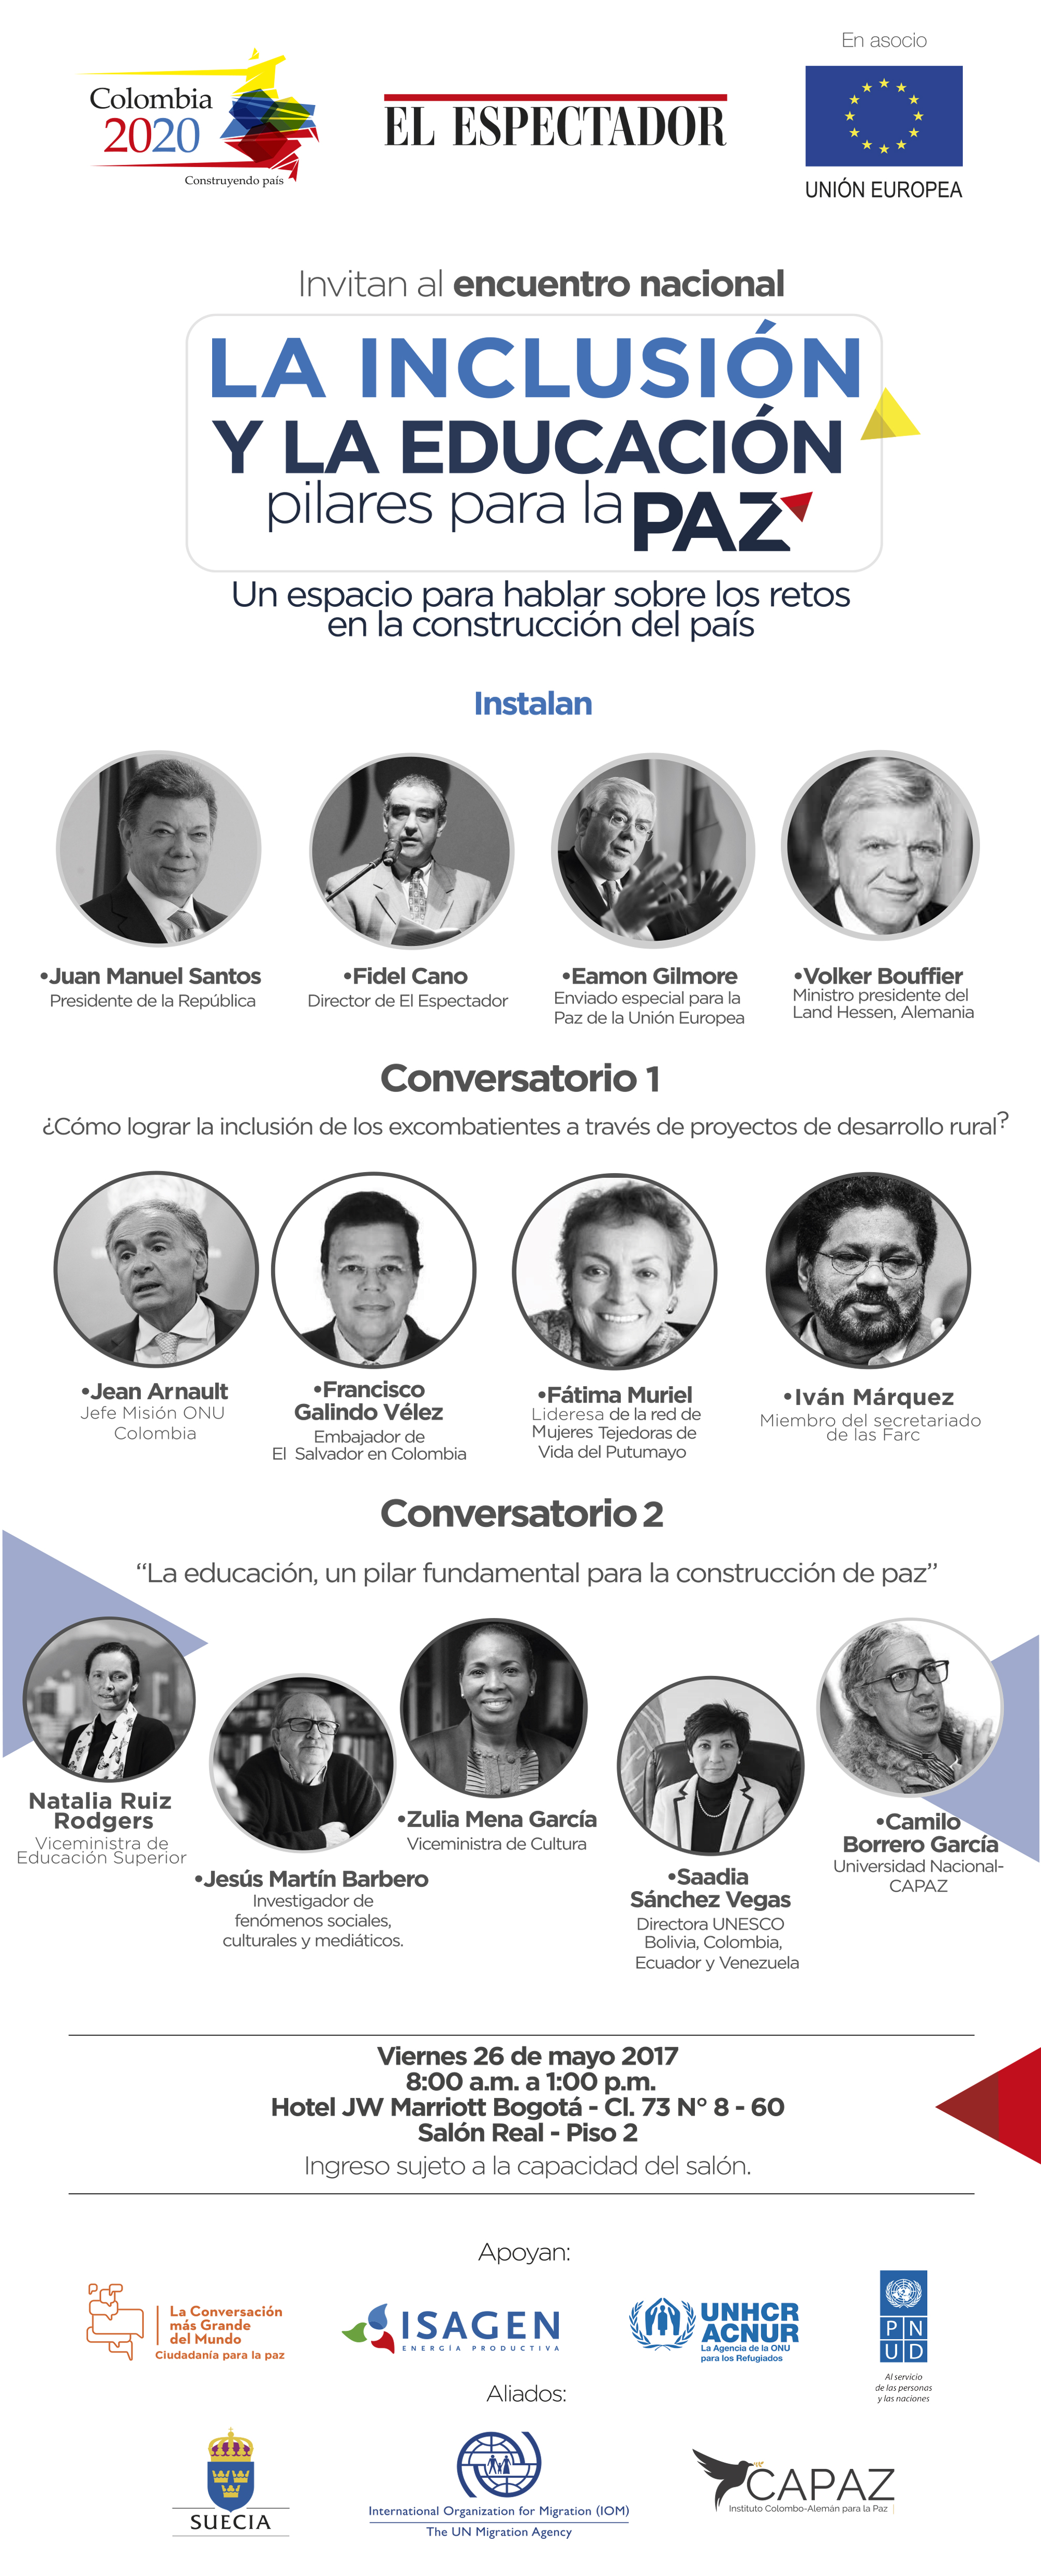 En asocio
Colombia
2020
Construyendo país
EL ESPECTADOR
UNIÓN EUROPEA
Invitan al encuentro nacional
LA INCLUSIÓN
Y LA EDUCACIÓN
pilares para la PAZ
Un espacio para hablar sobre los retos
en la construcción del país
Instalan
•Juan Manuel Santos
Presidente de la República
•Fidel Cano
Director de El Espectador
•Eamon Gilmore
Enviado especial para la
Paz de la Unión Europea
•Volker Bouffier
Ministro presidente del
Land Hessen, Alemania
Conversatorio 1
¿Cómo lograr la inclusión de los excombatientes a través de proyectos de desarrollo rural?
•Jean Arnault
Jefe Misión ONU
Colombia
•Francisco
Galindo Vélez
Embajador de
El Salvador en Colombia
•Fátima Muriel
Lideresa de la red de
Mujeres Tejedoras de
Vida del Putumayo
•Iván Márquez
Miembro del secretariado
de las Farc
Conversatorio 2
“La educación, un pilar fundamental para la construcción de paz”
Natalia Ruiz
Rodgers
Viceministra de
Educación Superior
•Jesús Martín Barbero
Investigador de
fenómenos sociales,
culturales y mediáticos.
•Zulia Mena García
Viceministra de Cultura
•Saadia
Sánchez Vegas
Directora UNESCO
Bolivia, Colombia,
Ecuador y Venezuela
•Camilo
Borrero García
Universidad Nacional-
CAPAZ
Viernes 26 de mayo 2017
8:00 a.m. a 1:00 p.m.
Hotel JW Marriott Bogotá - Cl. 73 N° 8 - 60
Salón Real - Piso 2
Ingreso sujeto a la capacidad del salón.
Apoyan:
La Conversación
más Grande
del Mundo
Ciudadanía para la paz
ISAGEN
ENERGÍA PRODUCTIVA
UNHCR
ACNUR
La Agencia de la ONU
para los Refugiados
P N
U D
Al servicio
de las personas
y las naciones
Aliados:
SUECIA
International Organization for Migration (IOM)
The UN Migration Agency
CAPAZ
Instituto Colombo-Alemán para la Paz